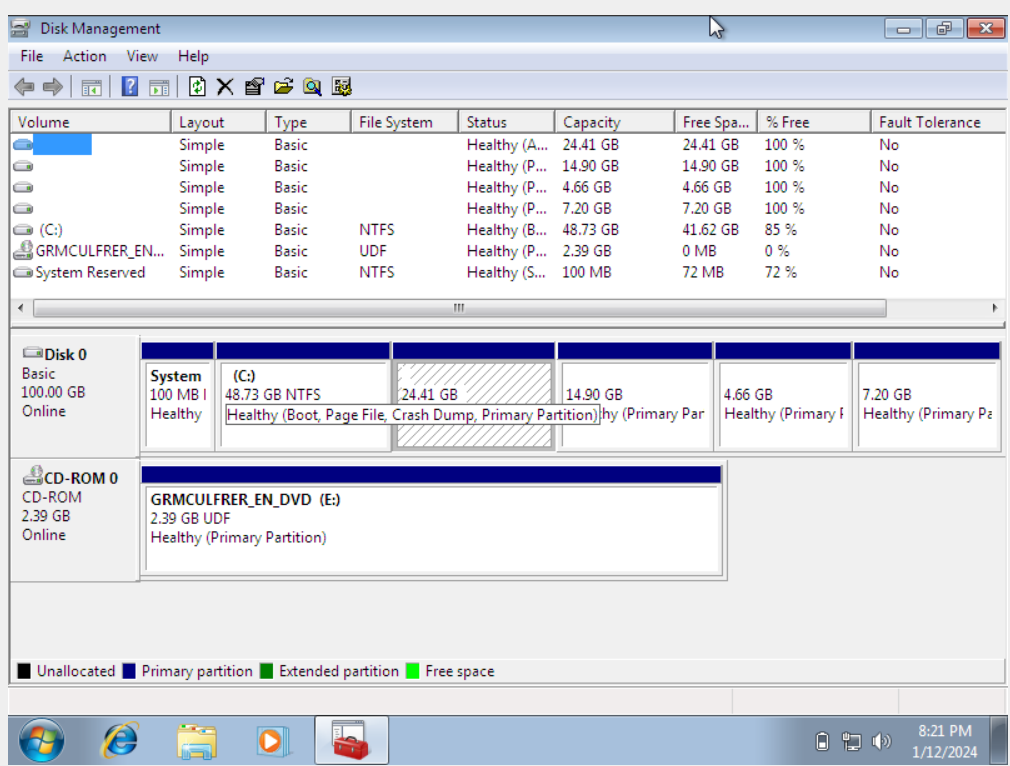 Disk Management
File Action View Help
Volume Layout Type File System Status Capacity Free Spa... % Free Fault Tolerance
Simple Basic Healthy (A... 24.41 GB 24.41 GB 100 % No
Simple Basic Healthy (P... 14.90 GB 14.90 GB 100 % No
Simple Basic Healthy (P... 4.66 GB 4.66 GB 100 % No
Simple Basic Healthy (P... 7.20 GB 7.20 GB 100 % No
(C:) Simple Basic NTFS Healthy (B... 48.73 GB 41.62 GB 85 % No
GRMCULFRER_EN... Simple Basic UDF Healthy (P... 2.39 GB 0 MB 0 % No
System Reserved Simple Basic NTFS Healthy (S... 100 MB 72 MB 72 % No
Disk 0
Basic
100.00 GB
Online
System
100 MB
Healthy
(C:)
48.73 GB NTFS
Healthy (Boot, Page File, Crash Dump, Primary Partition)
24.41 GB
14.90 GB
hy (Primary Par
4.66 GB
Healthy (Primary
7.20 GB
Healthy (Primary Pa
CD-ROM 0
CD-ROM
2.39 GB
Online
GRMCULFRER_EN_DVD (E:)
2.39 GB UDF
Healthy (Primary Partition)
Unallocated Primary partition Extended partition Free space
8:21 PM
1/12/2024